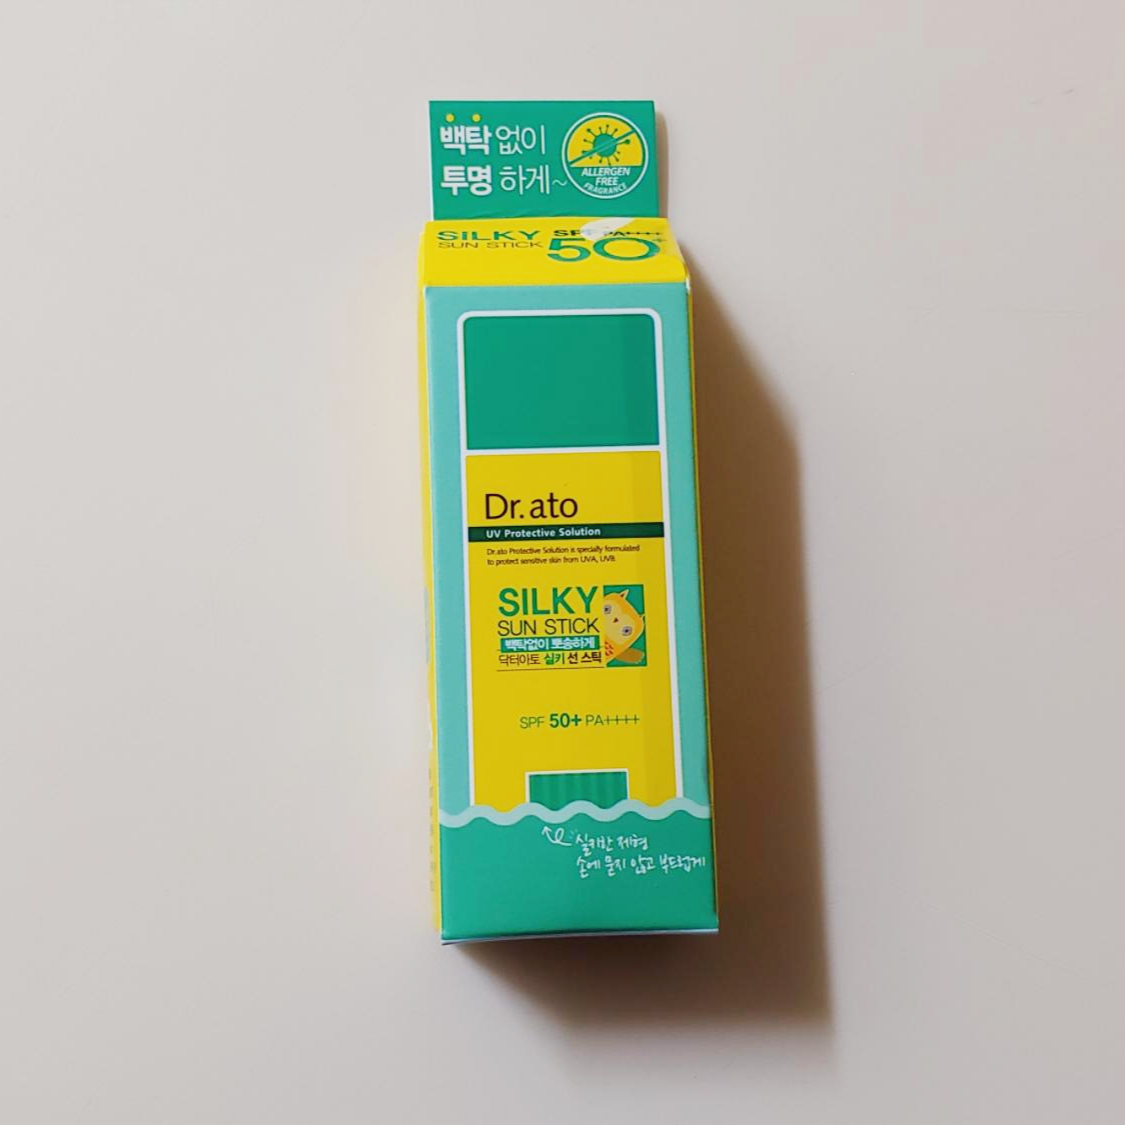 백탁 없이
투명 하게~
ALLERGEN
FREE
FRAGRANCE
SILKY
SUN STICK
SPF PA++++
50+
Dr.ato
UV Protective Solution
Dr.ato Protective Solution is specially formulated
to protect sensitive skin from UVA, UVB.
SILKY
SUN STICK
백탁없이 뽀송하게
닥터아토 실키 선 스틱
SPF 50+ PA++++
실키한 제형
손에 묻지 않고 부드럽게